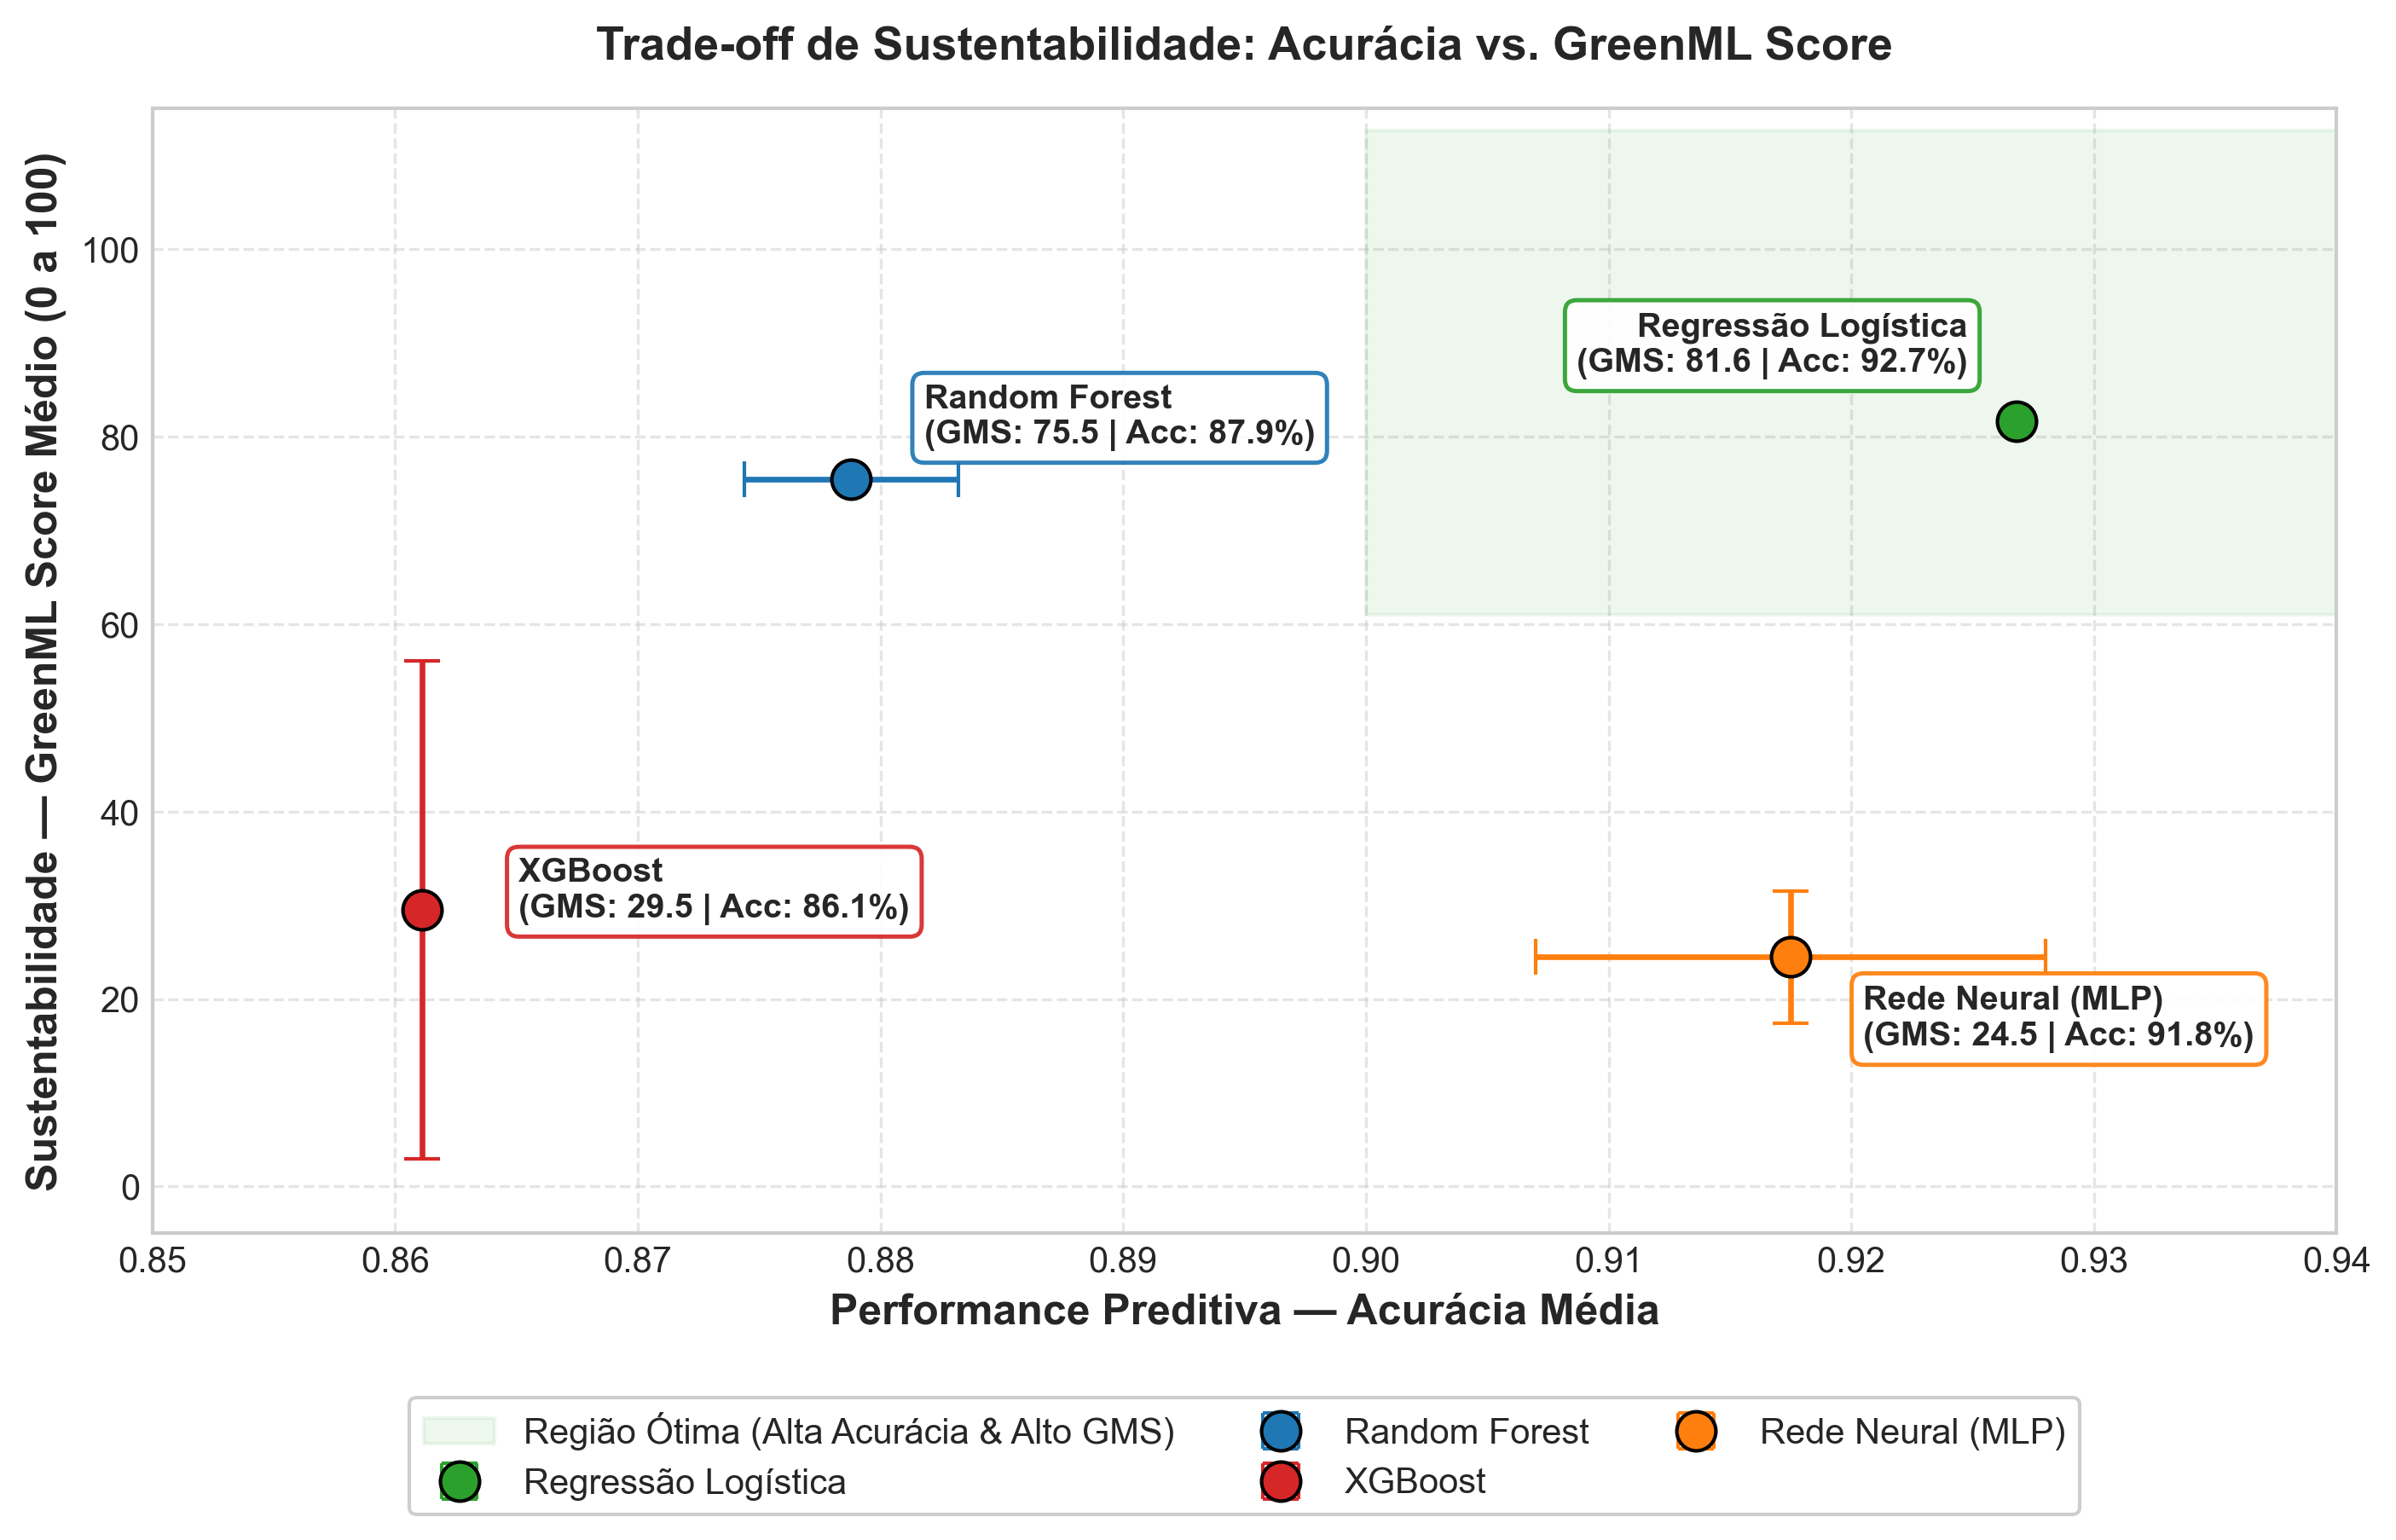 Trade-off de Sustentabilidade: Acurácia vs. GreenML Score
Sustentabilidade — GreenML Score Médio (0 a 100)
100
80
60
40
20
0
Regressão Logística
(GMS: 81.6 | Acc: 92.7%)
Random Forest
(GMS: 75.5 | Acc: 87.9%)
XGBoost
(GMS: 29.5 | Acc: 86.1%)
Rede Neural (MLP)
(GMS: 24.5 | Acc: 91.8%)
0.85 0.86 0.87 0.88 0.89 0.90 0.91 0.92 0.93 0.94
Performance Preditiva — Acurácia Média
Região Ótima (Alta Acurácia & Alto GMS)
Regressão Logística
Random Forest
XGBoost
Rede Neural (MLP)